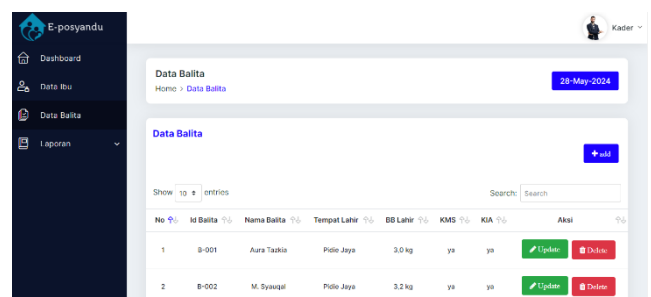 E-posyandu
Kader
Dashboard
Data Ibu
Data Balita
Laporan
Data Balita
Home > Data Balita
28-May-2024
Data Balita
+ add
Show 10 entries
Search: Search
No Id Balita Nama Balita Tempat Lahir BB Lahir KMS KIA Aksi
1 B-001 Aura Tazkia Pidie Jaya 3.0 kg ya ya Update Delete
2 B-002 M. Syauqal Pidie Jaya 3.2 kg ya ya Update Delete